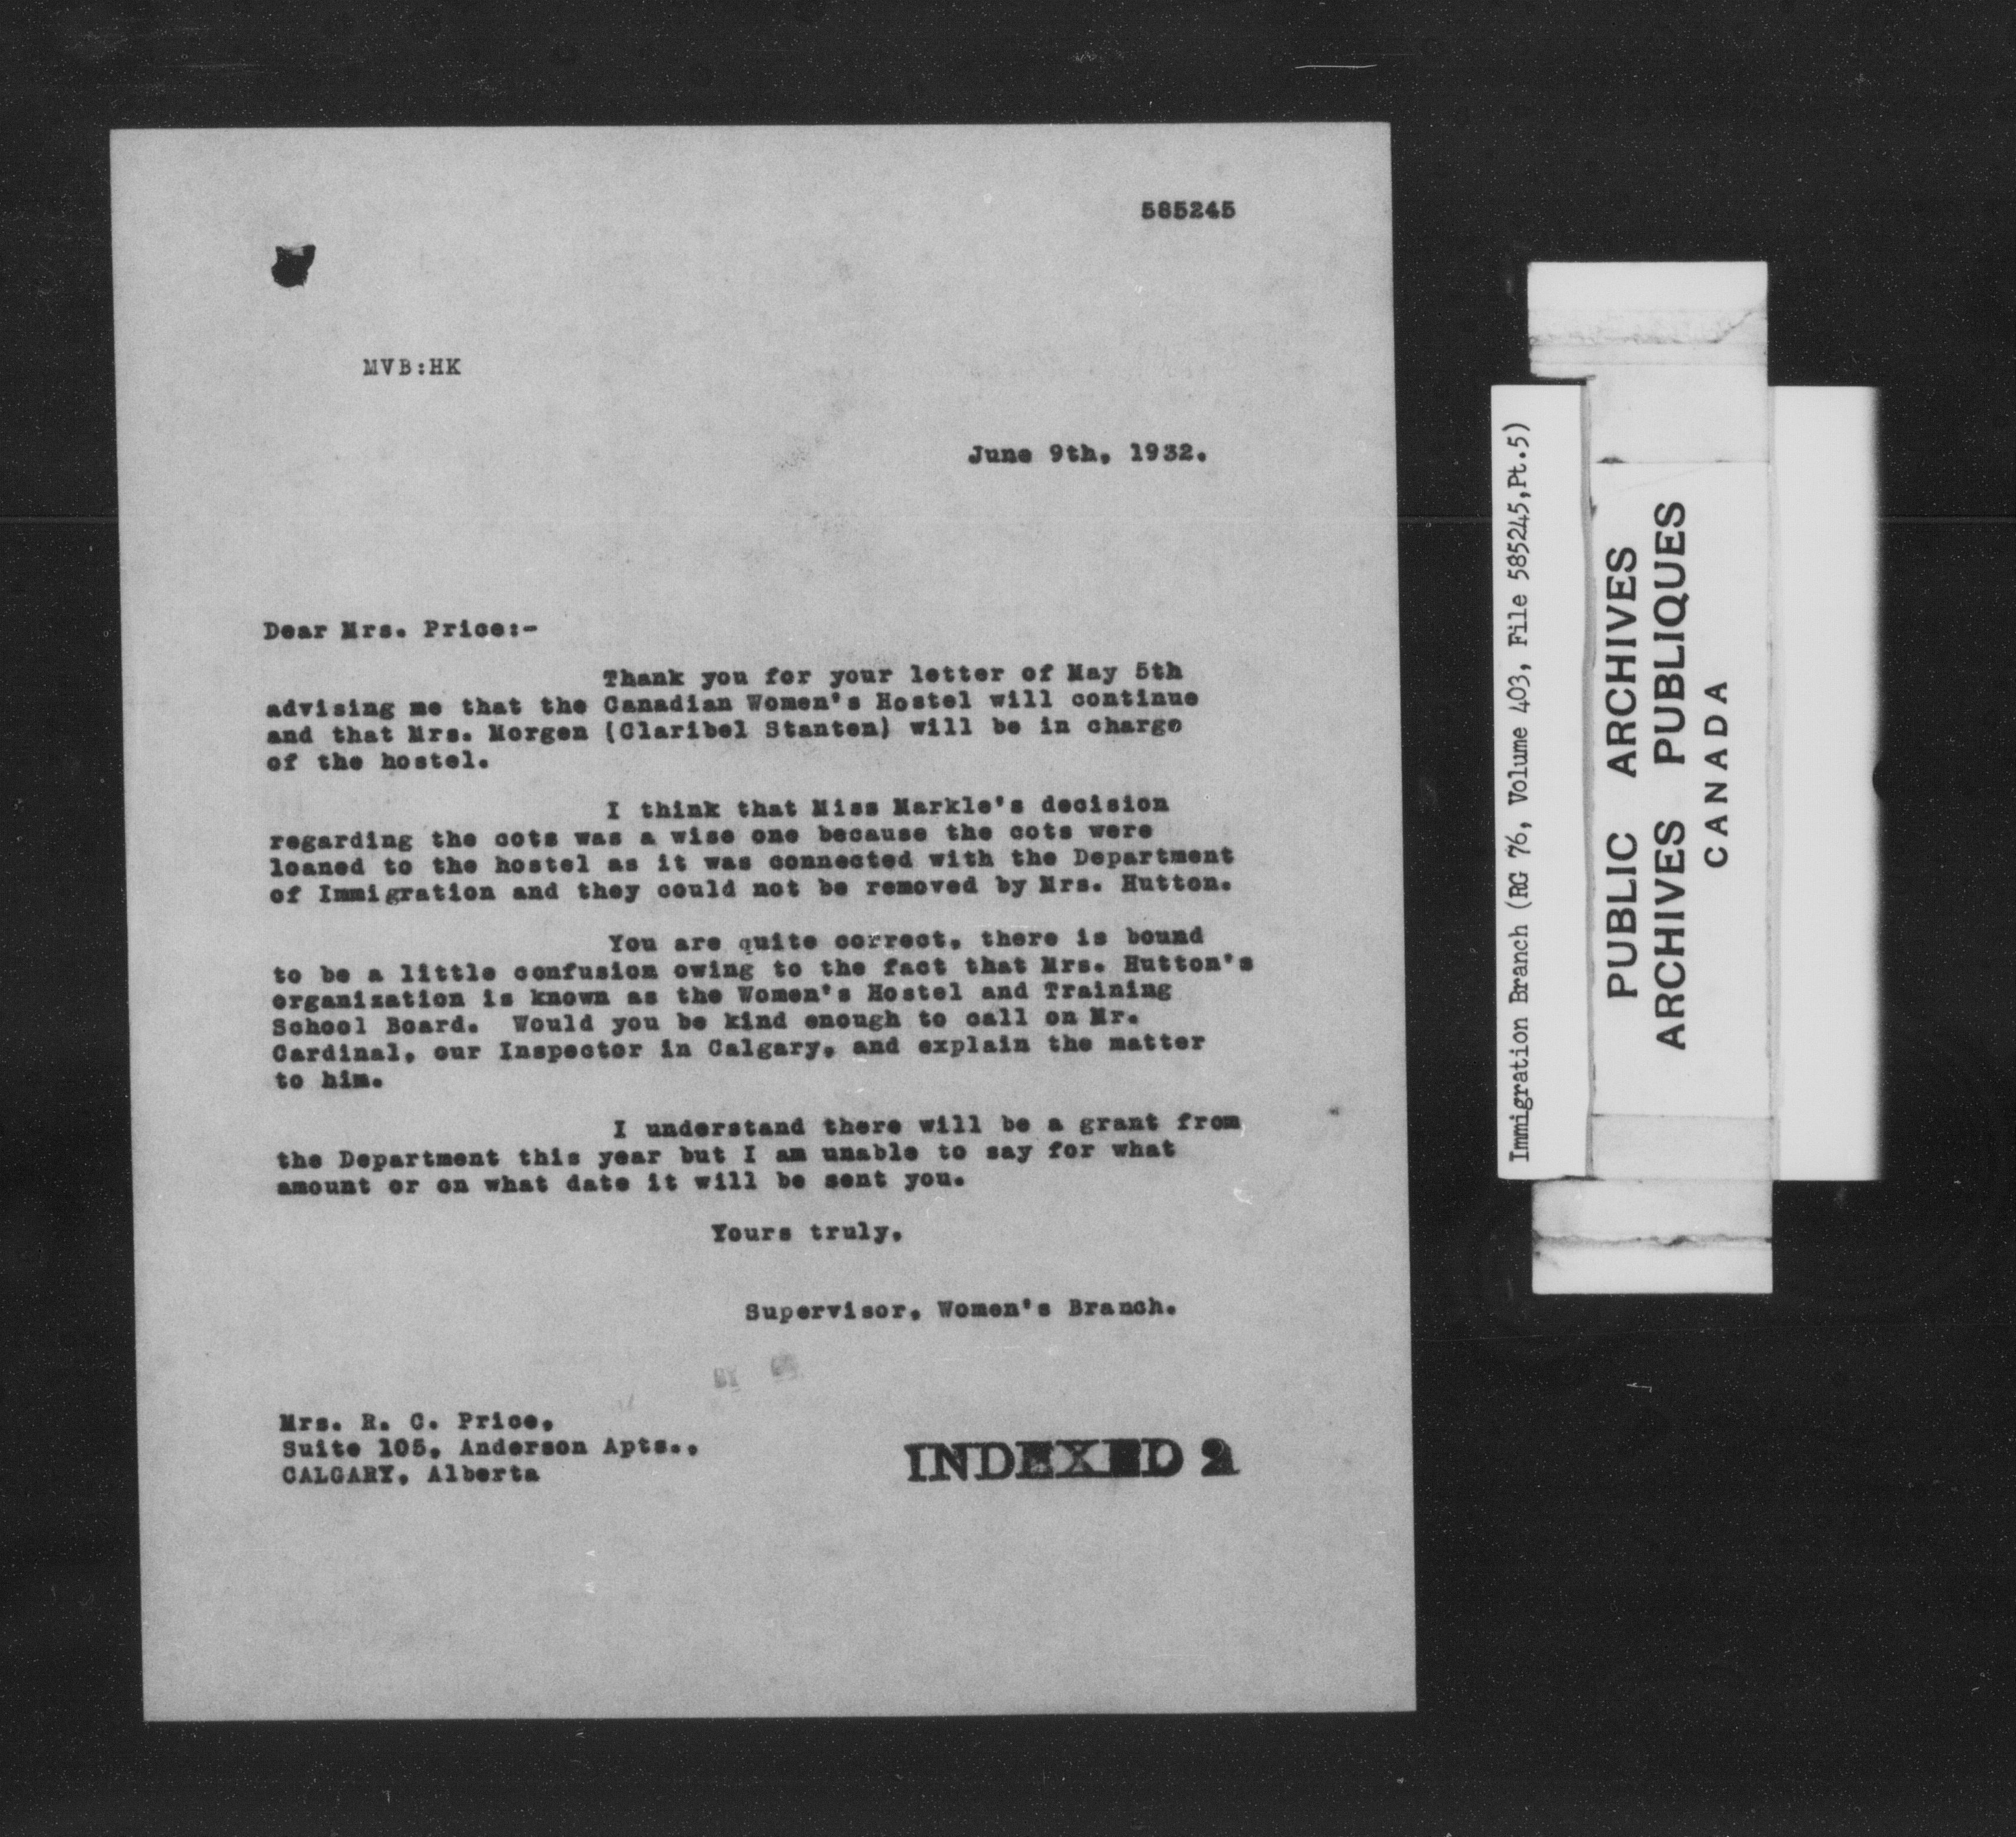 585245
MVB:HK
June 9th, 1932.
Dear Mrs. Price:-
Thank you for your letter of May 5th
advising me that the Canadian Women's Hostel will continue
and that Mrs. Morgen (Claribel Stanten) will be in charge
of the hostel.
I think that Miss Markle's decision
regarding the cots was a wise one because the cots were
loaned to the hostel as it was connected with the Department
of Immigration and they could not be removed by Mrs. Hutton.
You are quite correct, there is bound
to be a little confusion owing to the fact that Mrs. Hutton's
organization is known as the Women's Hostel and Training
School Board. Would you be kind enough to call on Mr.
Cardinal, our Inspector in Calgary, and explain the matter
to him.
I understand there will be a grant from
the Department this year but I am unable to say for what
amount or on what date it will be sent you.
Yours truly,
Supervisor, Women's Branch.
Mrs. R. C. Price,
Suite 105, Anderson Apts.,
CALGARY, Alberta
INDEXED 2
Immigration Branch (RG 76, Volume 403, File 585245,Pt.5)
PUBLIC ARCHIVES
ARCHIVES PUBLIQUES
CANADA